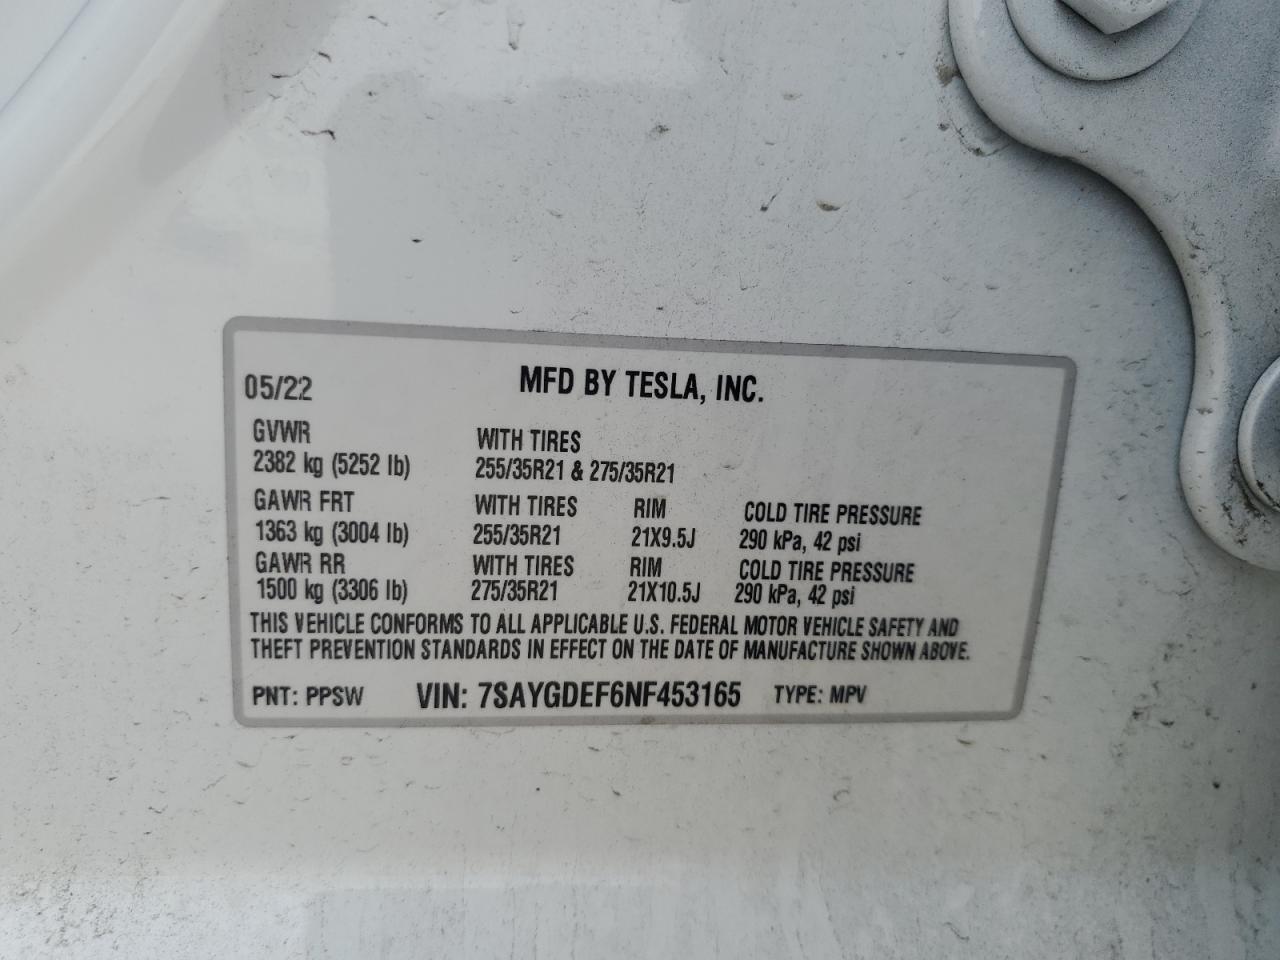 05/22 MFD BY TESLA, INC.
GVWR WITH TIRES
2382 kg (5252 lb) 255/35R21 & 275/35R21
GAWR FRT WITH TIRES RIM COLD TIRE PRESSURE
1363 kg (3004 lb) 255/35R21 21X9.5J 290 kPa, 42 psi
GAWR RR WITH TIRES RIM COLD TIRE PRESSURE
1500 kg (3306 lb) 275/35R21 21X10.5J 290 kPa, 42 psi
THIS VEHICLE CONFORMS TO ALL APPLICABLE U.S. FEDERAL MOTOR VEHICLE SAFETY AND
THEFT PREVENTION STANDARDS IN EFFECT ON THE DATE OF MANUFACTURE SHOWN ABOVE.
PNT: PPSW VIN: 7SAYGDEF6NF453165 TYPE: MPV